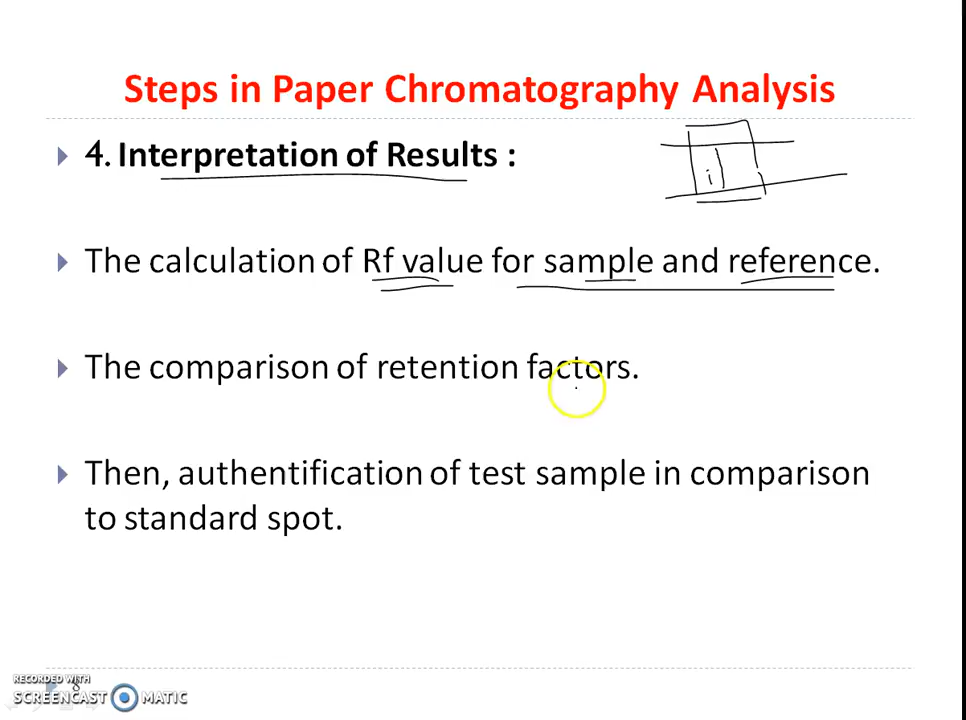 Steps in Paper Chromatography Analysis
4. Interpretation of Results :
The calculation of Rf value for sample and reference.
The comparison of retention factors.
Then, authentification of test sample in comparison
to standard spot.
RECORDED WITH
SCREENCAST MATIC
8